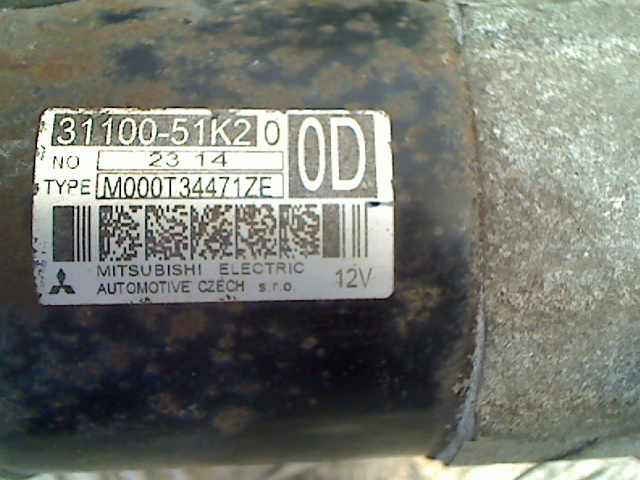 31100-51K2 0
0D
NO 23 14
TYPE M000T34471ZE
MITSUBISHI ELECTRIC
AUTOMOTIVE CZECH s.r.o. 12V